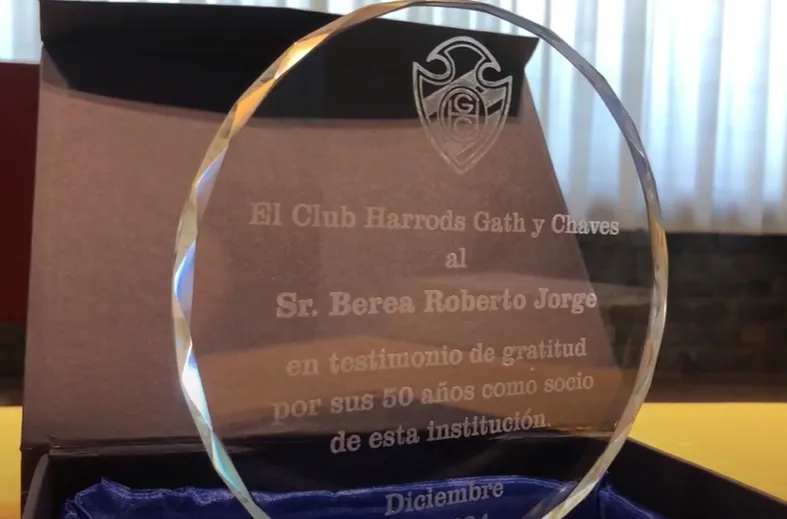 El Club Harrods Gath y Chaves
al
Sr. Berea Roberto Jorge
en testimonio de gratitud
por sus 50 años como socio
de esta institución.
Diciembre